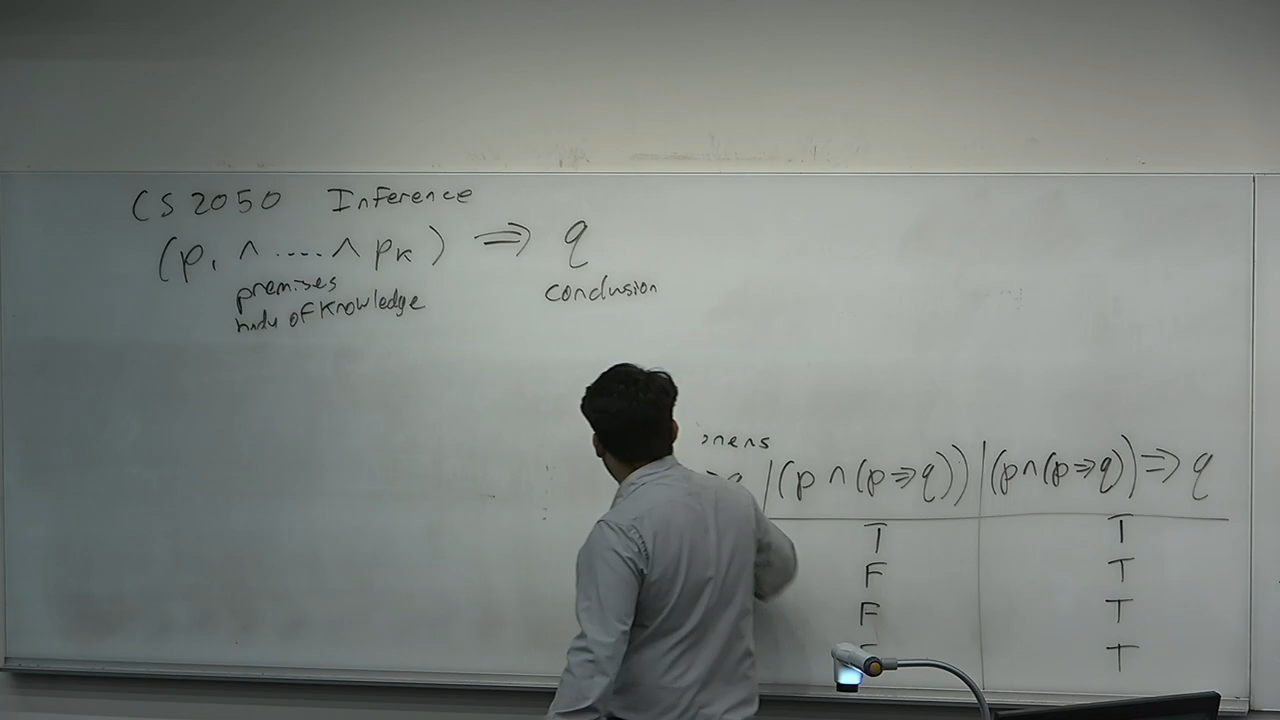 CS 2050 Inference
(p₁ ∧ .... ∧ pₖ) ⟹ q
premises conclusion
body of knowledge
|(p ∧ (p ⇒ q)) | (p ∧ (p ⇒ q)) ⟹ q
T T
F T
F T
T